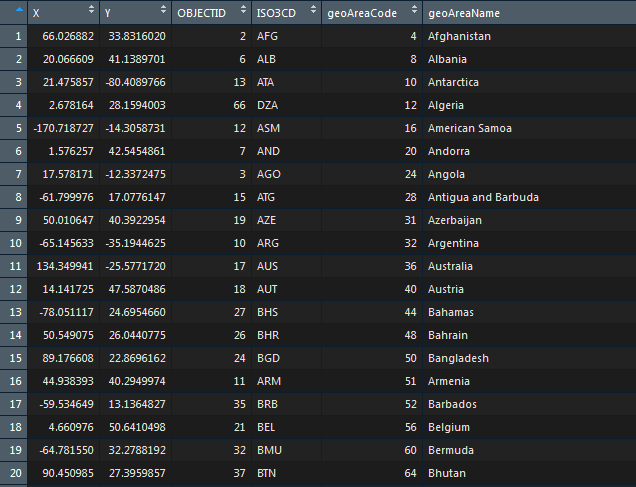 X Y OBJECTID ISO3CD geoAreaCode geoAreaName
1 66.026882 33.8316020 2 AFG 4 Afghanistan
2 20.066609 41.1389701 6 ALB 8 Albania
3 21.475857 -80.4089766 13 ATA 10 Antarctica
4 2.678164 28.1594003 66 DZA 12 Algeria
5 -170.718727 -14.3058731 12 ASM 16 American Samoa
6 1.576257 42.5454861 7 AND 20 Andorra
7 17.578171 -12.3372475 3 AGO 24 Angola
8 -61.799976 17.0776147 15 ATG 28 Antigua and Barbuda
9 50.010647 40.3922954 19 AZE 31 Azerbaijan
10 -65.145633 -35.1944625 10 ARG 32 Argentina
11 134.349941 -25.5771720 17 AUS 36 Australia
12 14.141725 47.5870486 18 AUT 40 Austria
13 -78.051117 24.6954660 27 BHS 44 Bahamas
14 50.549075 26.0440775 26 BHR 48 Bahrain
15 89.176608 22.8696162 24 BGD 50 Bangladesh
16 44.938393 40.2949974 11 ARM 51 Armenia
17 -59.534649 13.1364827 35 BRB 52 Barbados
18 4.660976 50.6410498 21 BEL 56 Belgium
19 -64.781550 32.2788192 32 BMU 60 Bermuda
20 90.450985 27.3959857 37 BTN 64 Bhutan